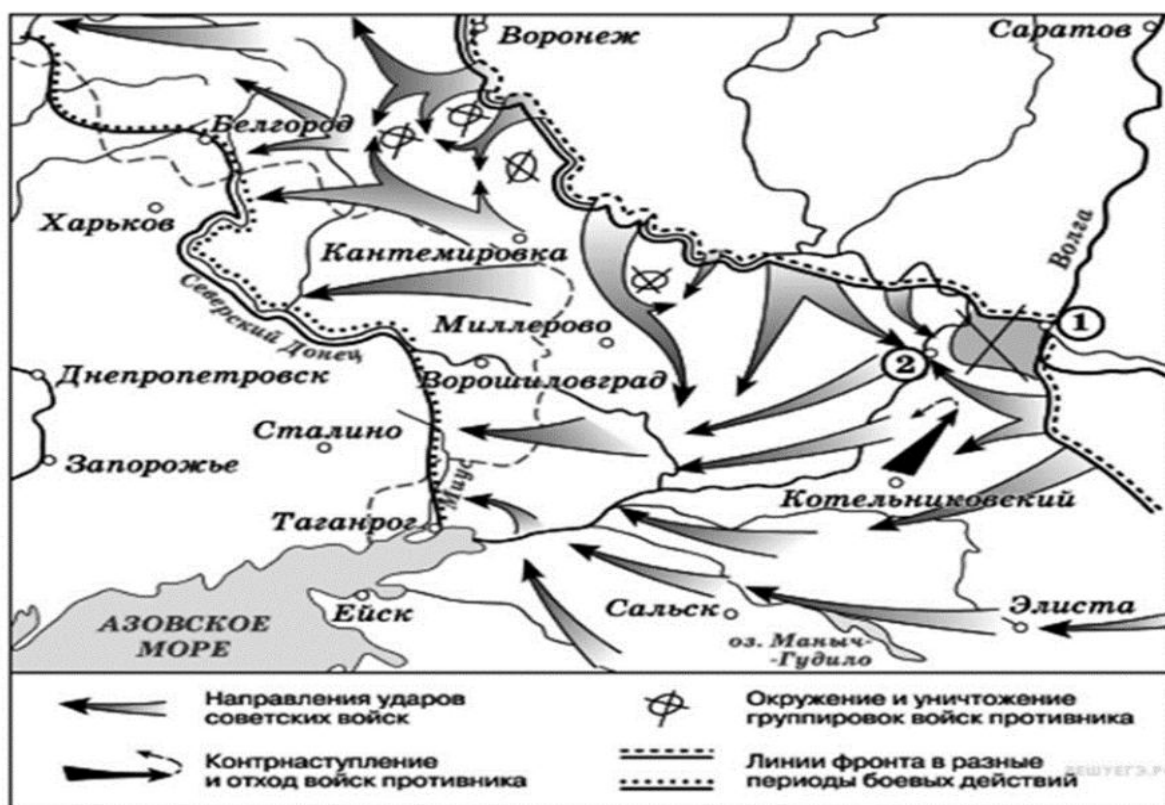 Воронеж
Саратов
Белгород
Волга
Харьков
Кантемировка
Северский Донец
Миллерово
1
2
Днепропетровск
Ворошиловград
Сталино
Запорожье
Миус
Котельниковский
Таганрог
Ейск
Сальск
Элиста
АЗОВСКОЕ
МОРЕ
оз. Маныч-
-Гудило
Направления ударов
советских войск
Окружение и уничтожение
группировок войск противника
Контрнаступление
и отход войск противника
Линии фронта в разные
периоды боевых действий